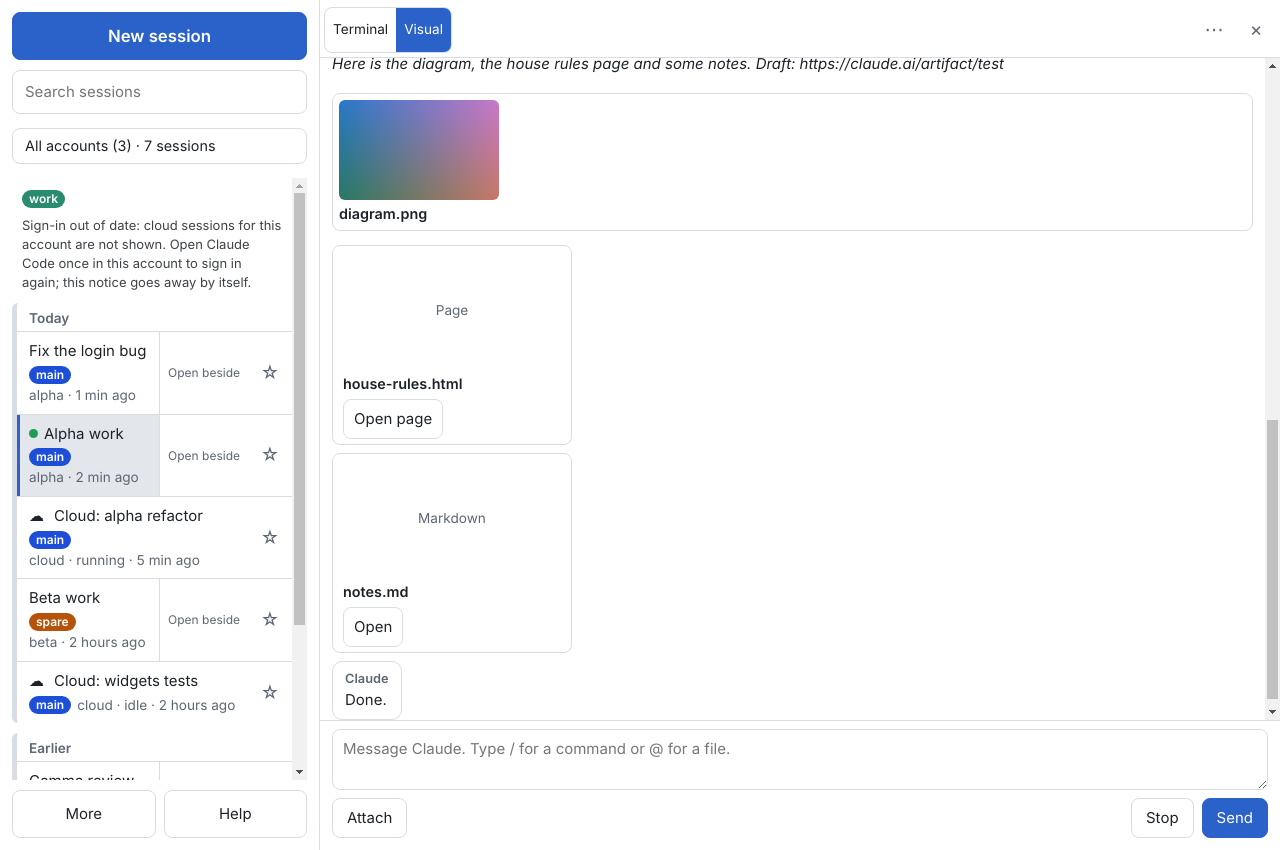 New session
Search sessions
All accounts (3) · 7 sessions
work
Sign-in out of date: cloud sessions for this
account are not shown. Open Claude
Code once in this account to sign in
again; this notice goes away by itself.
Today
Fix the login bug
main
alpha · 1 min ago
Open beside
Alpha work
main
alpha · 2 min ago
Open beside
Cloud: alpha refactor
main
cloud · running · 5 min ago
Beta work
spare
beta · 2 hours ago
Open beside
Cloud: widgets tests
main cloud · idle · 2 hours ago
Earlier
Gamma review
More
Help
Terminal
Visual
Here is the diagram, the house rules page and some notes. Draft: https://claude.ai/artifact/test
diagram.png
Page
house-rules.html
Open page
Markdown
notes.md
Open
Claude
Done.
Message Claude. Type / for a command or @ for a file.
Attach
Stop
Send